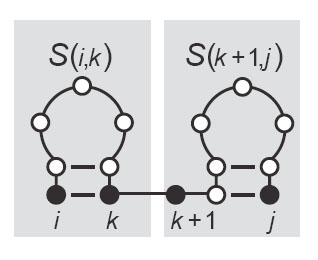 S(i,k) S(k+1,j)
i k k+1 j